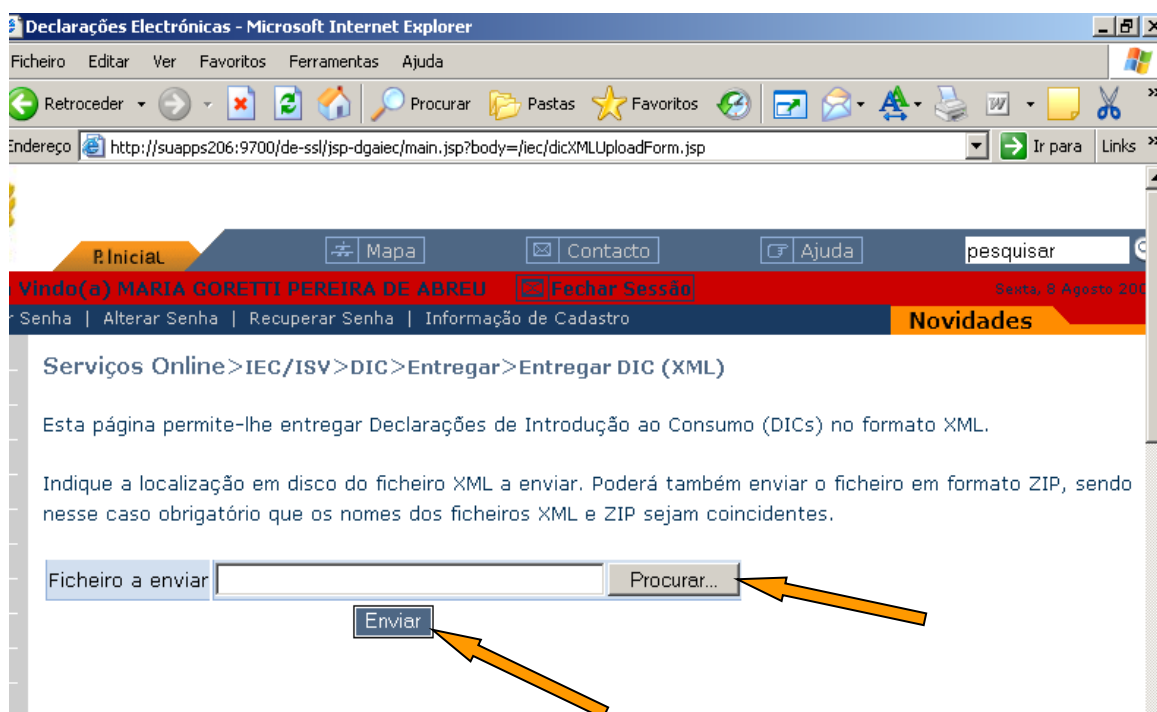 Declarações Electrónicas - Microsoft Internet Explorer
Ficheiro Editar Ver Favoritos Ferramentas Ajuda
Retroceder Procurar Pastas Favoritos
Endereço http://suapps206:9700/de-ssl/jsp-dgaiec/main.jsp?body=/iec/dicXMLUploadForm.jsp Ir para Links »
P.Inicial Mapa Contacto Ajuda pesquisar
Vindo(a) MARIA GORETTI PEREIRA DE ABREU Fechar Sessão Sexta, 8 Agosto 200
Senha | Alterar Senha | Recuperar Senha | Informação de Cadastro Novidades
Serviços Online>IEC/ISV>DIC>Entregar>Entregar DIC (XML)
Esta página permite-lhe entregar Declarações de Introdução ao Consumo (DICs) no formato XML.
Indique a localização em disco do ficheiro XML a enviar. Poderá também enviar o ficheiro em formato ZIP, sendo
nesse caso obrigatório que os nomes dos ficheiros XML e ZIP sejam coincidentes.
Ficheiro a enviar Procurar...
Enviar